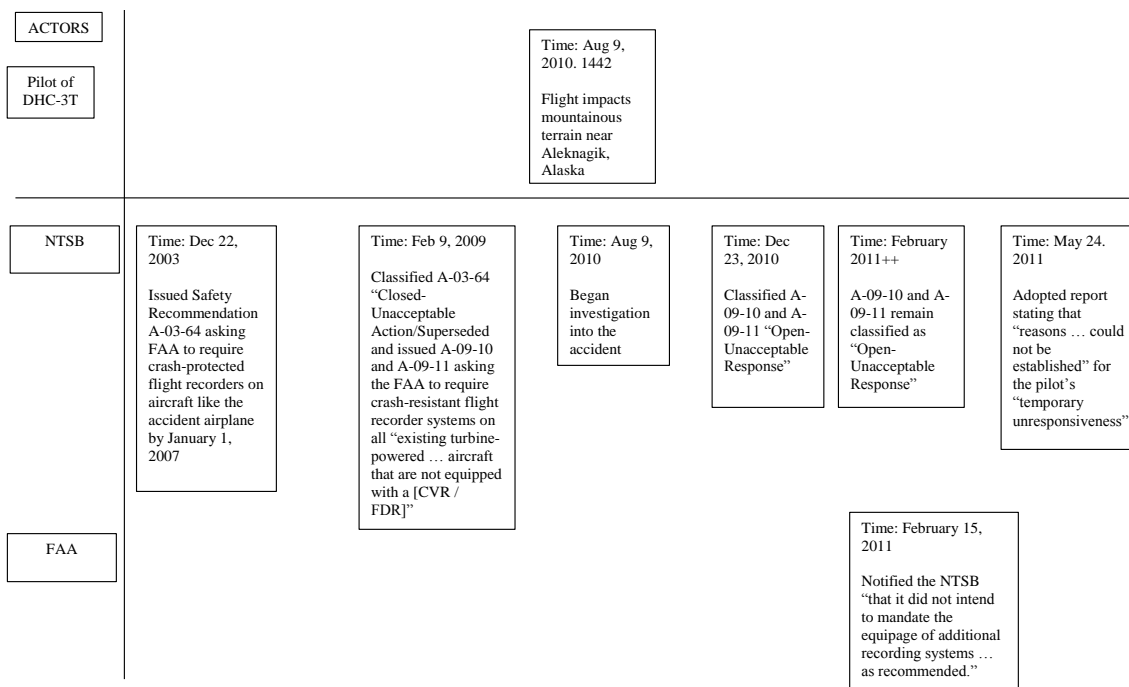 ACTORS
Pilot of
DHC-3T
Time: Aug 9,
2010. 1442
Flight impacts
mountainous
terrain near
Aleknagik,
Alaska
NTSB
Time: Dec 22,
2003
Issued Safety
Recommendation
A-03-64 asking
FAA to require
crash-protected
flight recorders on
aircraft like the
accident airplane
by January 1,
2007
Time: Feb 9, 2009
Classified A-03-64
“Closed-
Unacceptable
Action/Superseded
and issued A-09-10
and A-09-11 asking
the FAA to require
crash-resistant flight
recorder systems on
all “existing turbine-
powered … aircraft
that are not equipped
with a [CVR /
FDR]”
Time: Aug 9,
2010
Began
investigation
into the
accident
Time: Dec
23, 2010
Classified A-
09-10 and A-
09-11 “Open-
Unacceptable
Response”
Time: February
2011++
A-09-10 and A-
09-11 remain
classified as
“Open-
Unacceptable
Response”
Time: May 24.
2011
Adopted report
stating that
“reasons … could
not be
established” for
the pilot’s
“temporary
unresponsiveness”
FAA
Time: February 15,
2011
Notified the NTSB
“that it did not intend
to mandate the
equipage of additional
recording systems …
as recommended.”